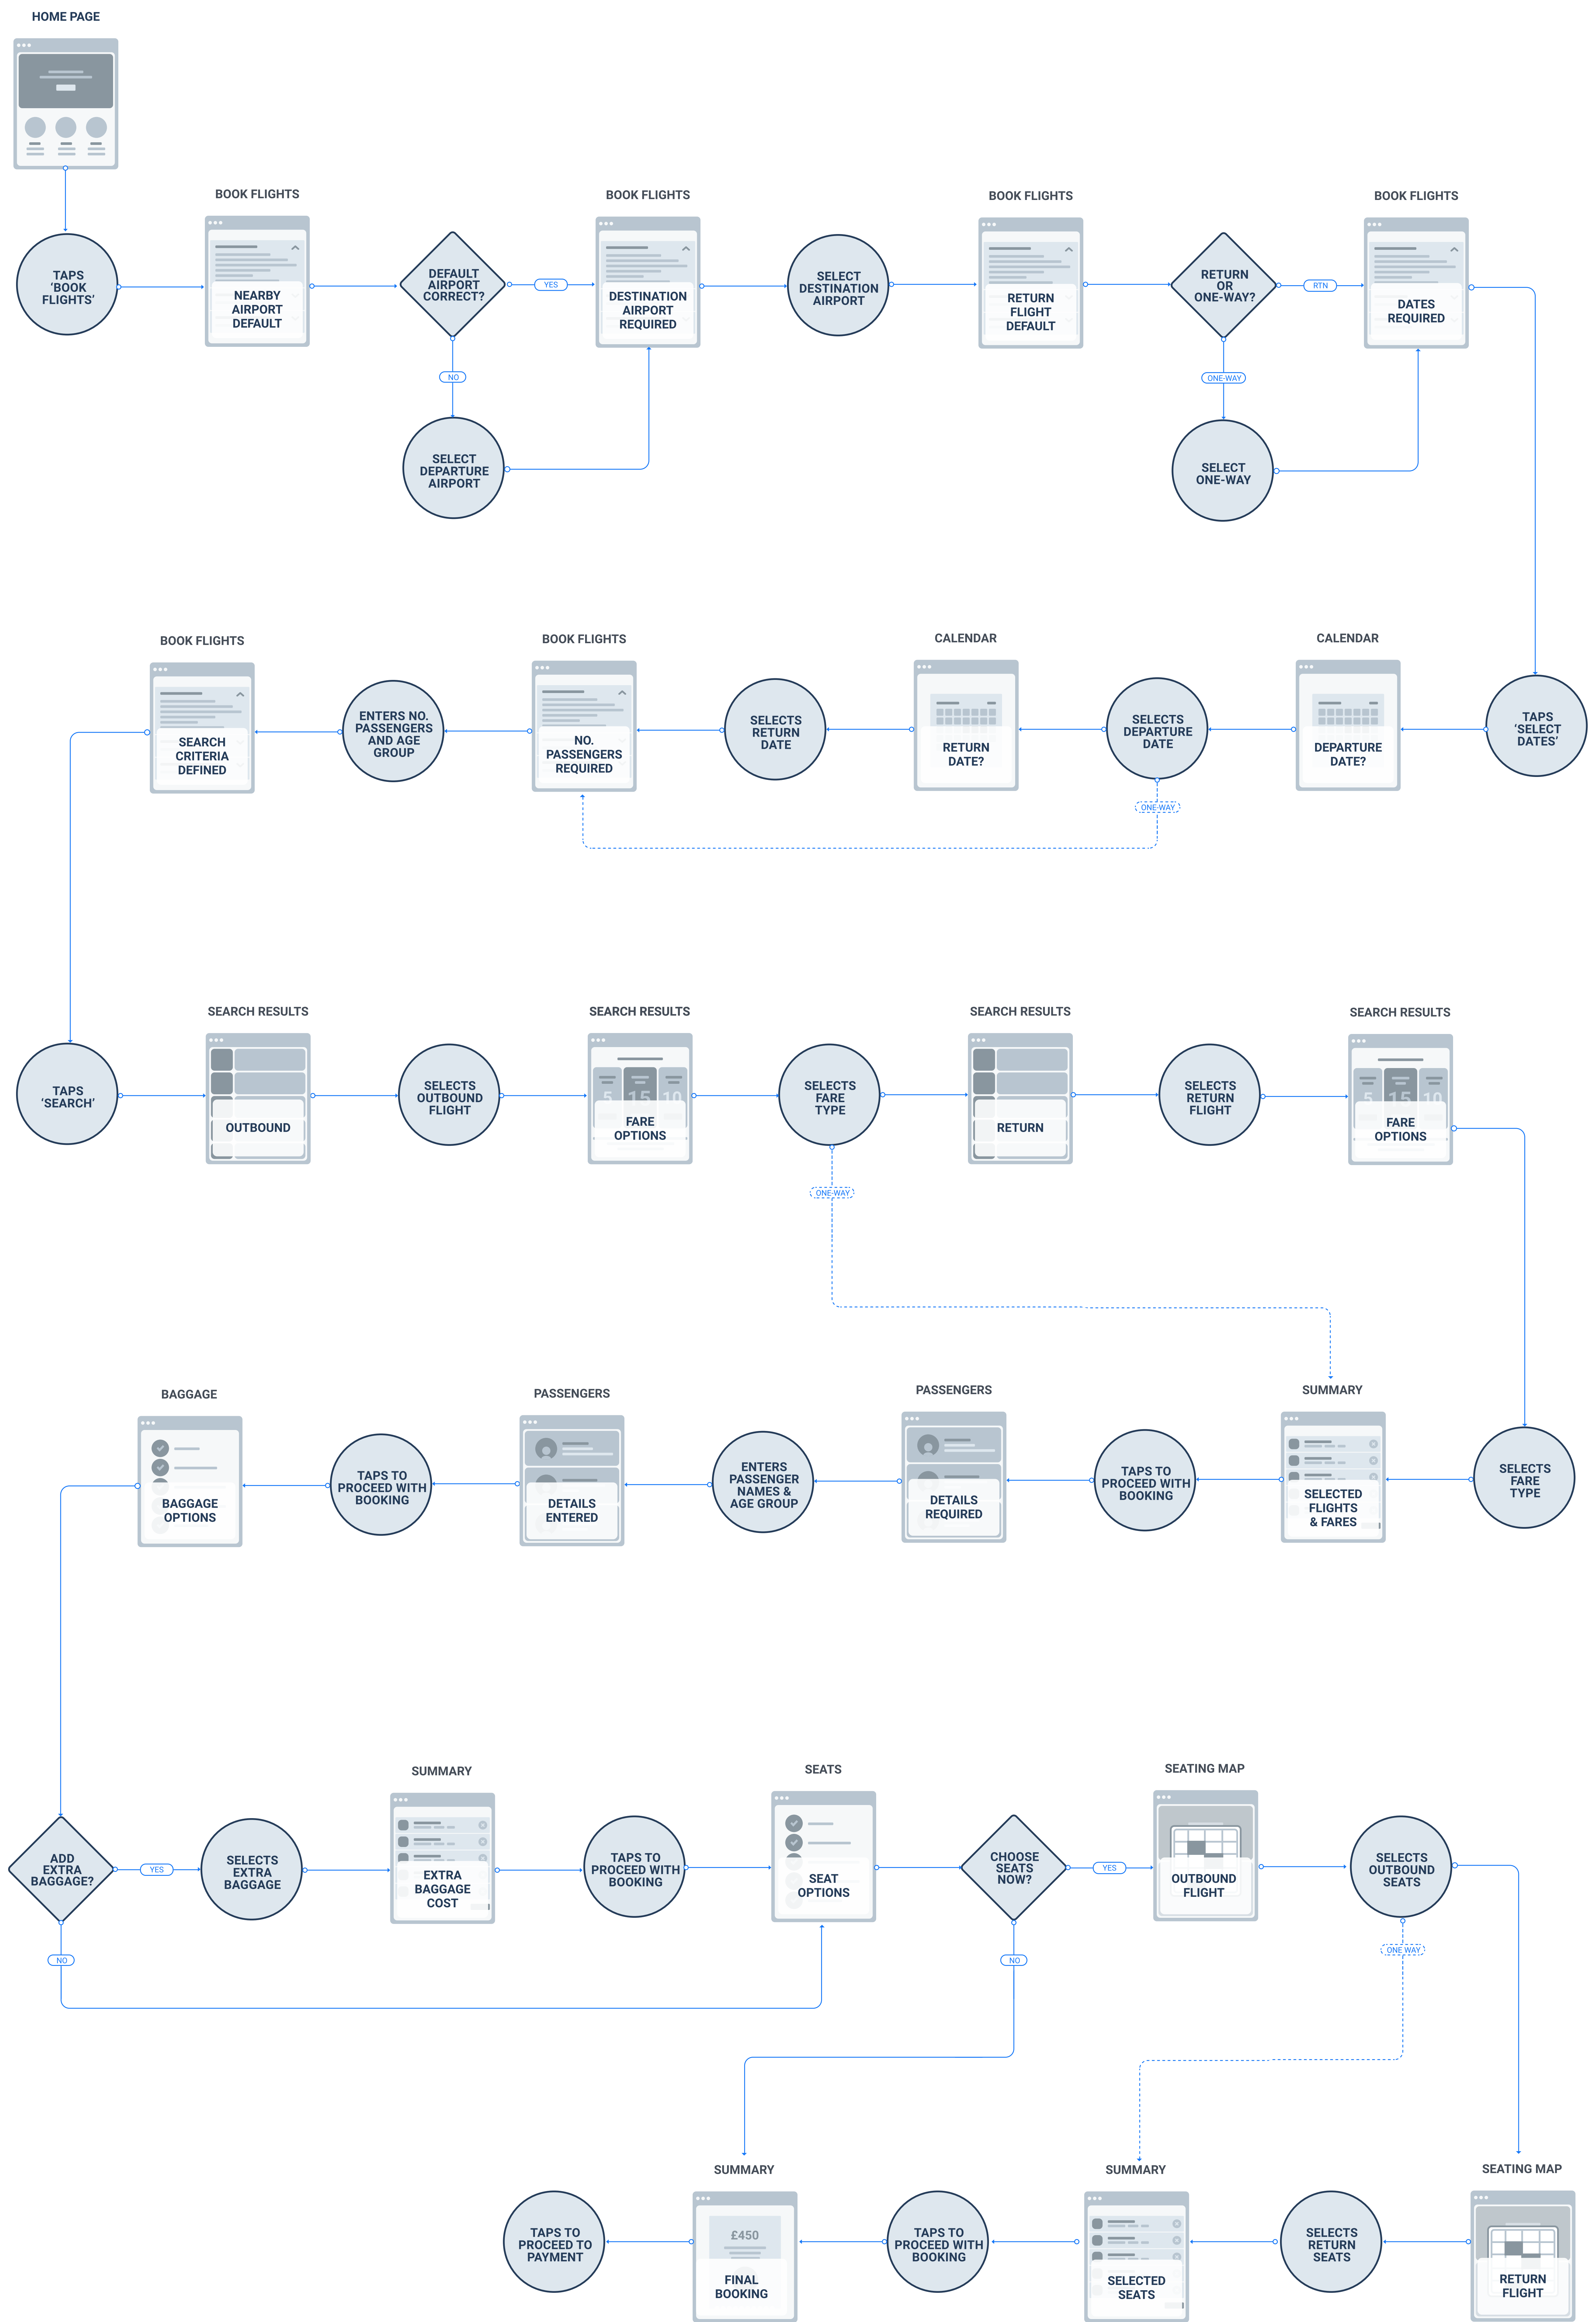 HOME PAGE
TAPS
‘BOOK
FLIGHTS’
BOOK FLIGHTS
NEARBY
AIRPORT
DEFAULT
DEFAULT
AIRPORT
CORRECT?
YES
NO
SELECT
DEPARTURE
AIRPORT
BOOK FLIGHTS
DESTINATION
AIRPORT
REQUIRED
SELECT
DESTINATION
AIRPORT
BOOK FLIGHTS
RETURN
FLIGHT
DEFAULT
RETURN
OR
ONE-WAY?
RTN
ONE-WAY
SELECT
ONE-WAY
BOOK FLIGHTS
DATES
REQUIRED
TAPS
‘SELECT
DATES’
CALENDAR
DEPARTURE
DATE?
SELECTS
DEPARTURE
DATE
ONE-WAY
CALENDAR
RETURN
DATE?
SELECTS
RETURN
DATE
BOOK FLIGHTS
NO.
PASSENGERS
REQUIRED
ENTERS NO.
PASSENGERS
AND AGE
GROUP
BOOK FLIGHTS
SEARCH
CRITERIA
DEFINED
TAPS
‘SEARCH’
SEARCH RESULTS
OUTBOUND
SELECTS
OUTBOUND
FLIGHT
SEARCH RESULTS
5 15 10
FARE
OPTIONS
SELECTS
FARE
TYPE
ONE-WAY
SEARCH RESULTS
RETURN
SELECTS
RETURN
FLIGHT
SEARCH RESULTS
5 15 10
FARE
OPTIONS
SELECTS
FARE
TYPE
SUMMARY
SELECTED
FLIGHTS
& FARES
TAPS TO
PROCEED WITH
BOOKING
PASSENGERS
DETAILS
REQUIRED
ENTERS
PASSENGER
NAMES &
AGE GROUP
PASSENGERS
DETAILS
ENTERED
TAPS TO
PROCEED WITH
BOOKING
BAGGAGE
BAGGAGE
OPTIONS
ADD
EXTRA
BAGGAGE?
YES
NO
SELECTS
EXTRA
BAGGAGE
SUMMARY
EXTRA
BAGGAGE
COST
TAPS TO
PROCEED WITH
BOOKING
SEATS
SEAT
OPTIONS
CHOOSE
SEATS
NOW?
YES
NO
SEATING MAP
OUTBOUND
FLIGHT
SELECTS
OUTBOUND
SEATS
ONE WAY
SEATING MAP
RETURN
FLIGHT
SELECTS
RETURN
SEATS
SUMMARY
SELECTED
SEATS
TAPS TO
PROCEED WITH
BOOKING
SUMMARY
£450
FINAL
BOOKING
TAPS TO
PROCEED TO
PAYMENT